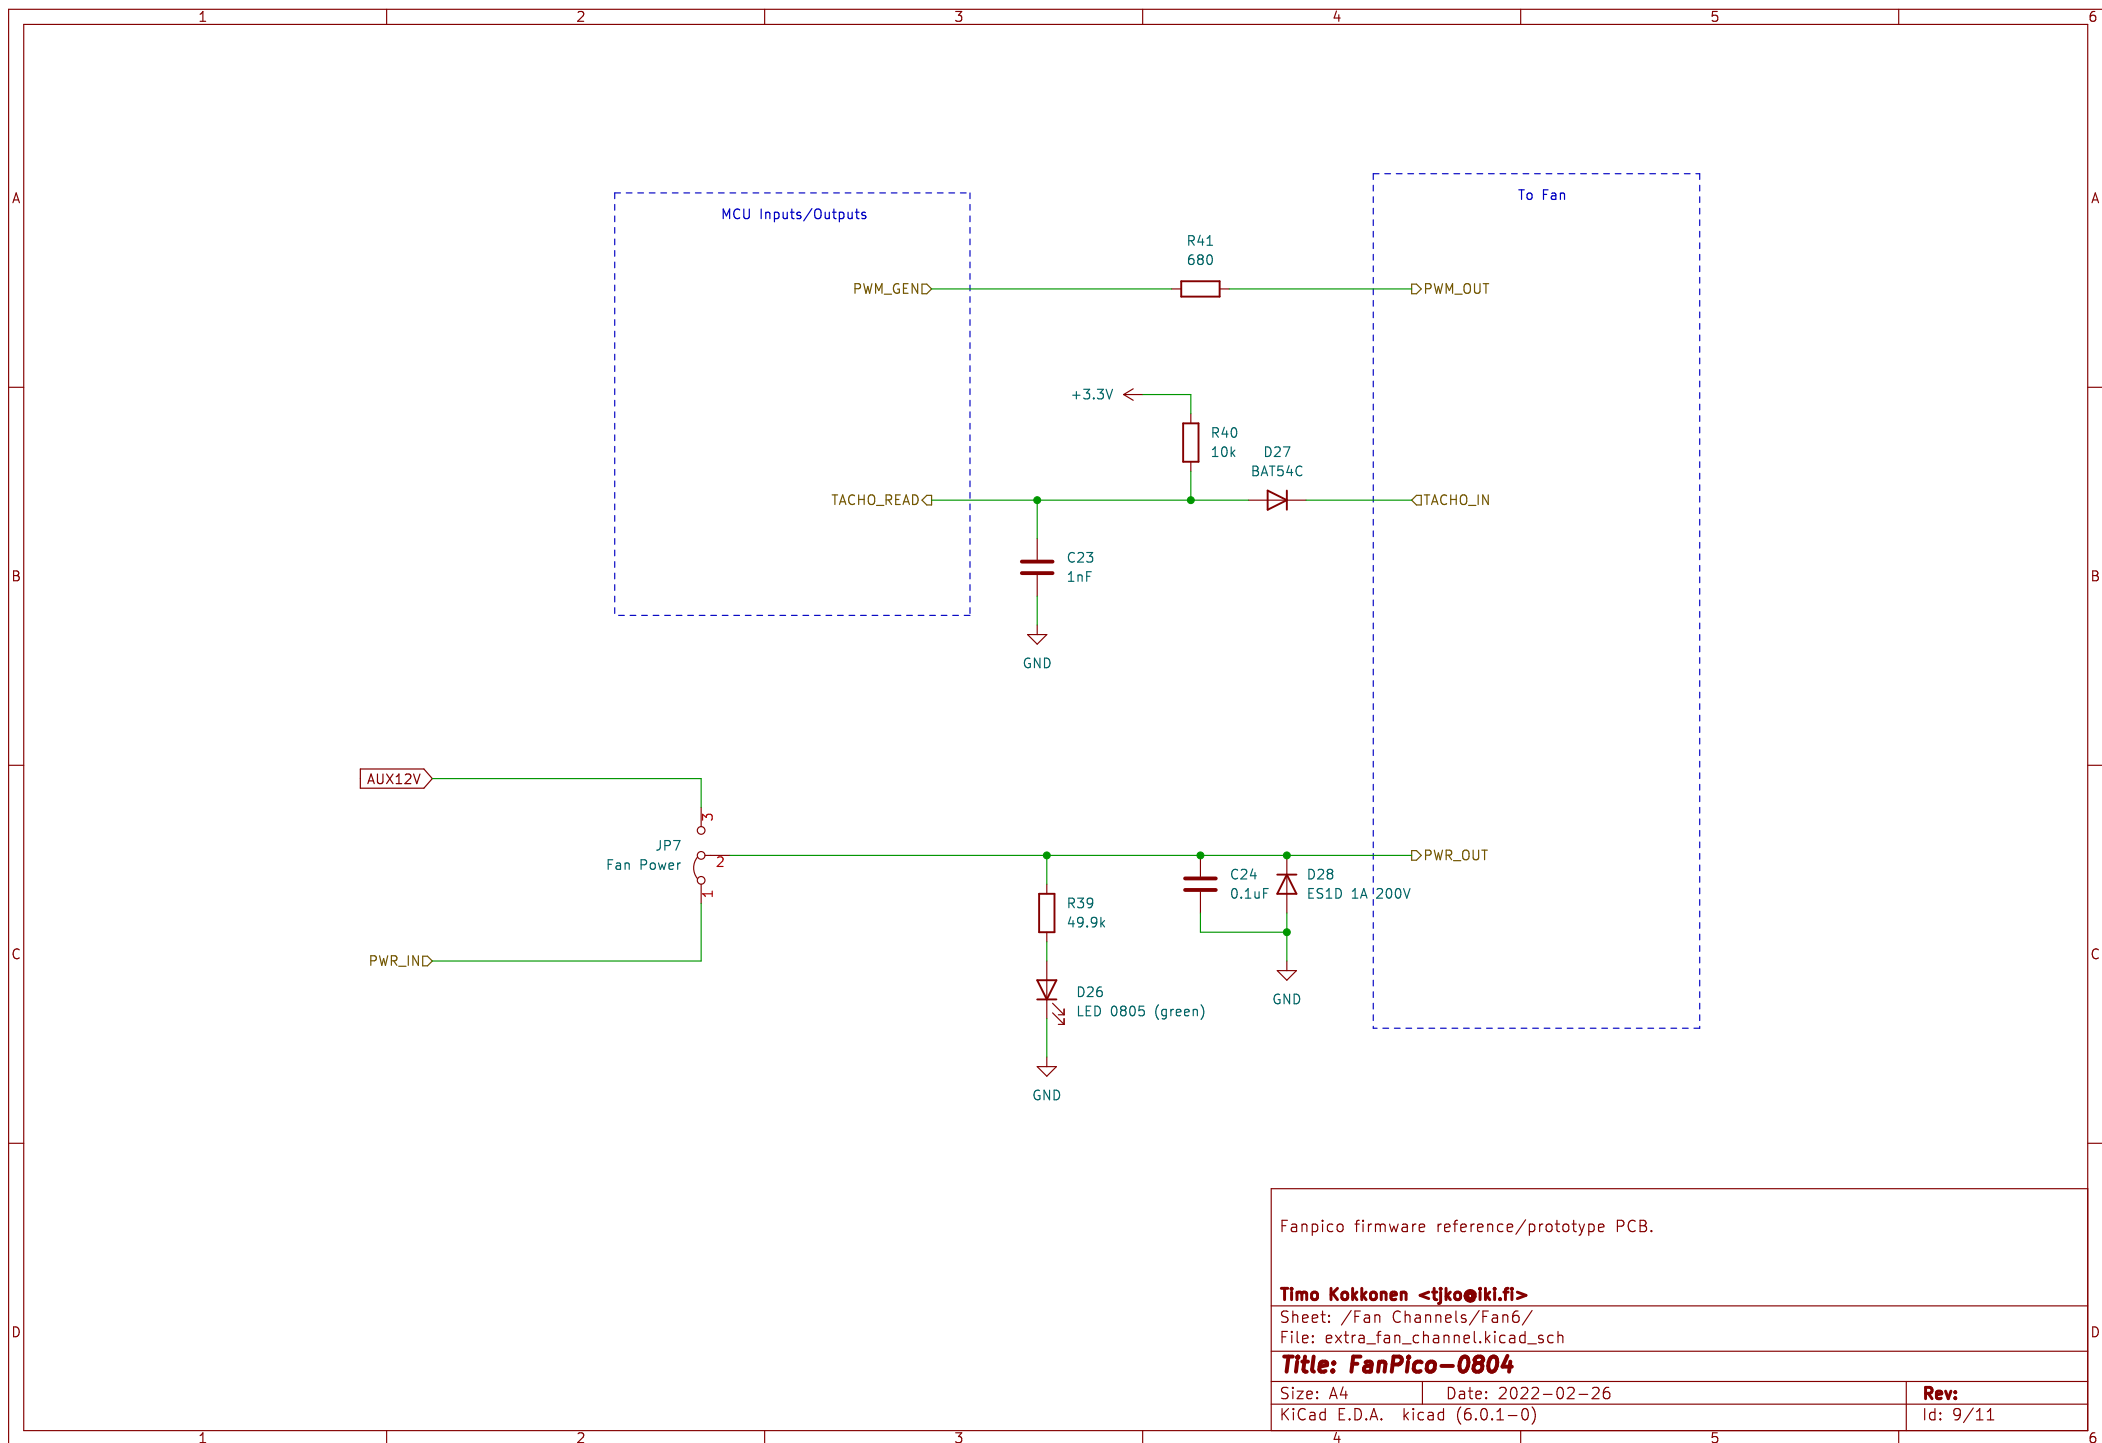 1 2 3 4 5 6
A A
To Fan
MCU Inputs/Outputs
R41
680
PWM_GEN PWM_OUT
+3.3V
R40
10k
D27
BAT54C
TACHO_READ TACHO_IN
C23
1nF
B B
GND
AUX12V
3
JP7
Fan Power
2
1
PWR_OUT
C24
0.1uF
D28
ES1D 1A 200V
R39
49.9k
C C
PWR_IN
D26
LED 0805 (green)
GND
GND
Fanpico firmware reference/prototype PCB.
Timo Kokkonen <tjko@iki.fi>
Sheet: /Fan Channels/Fan6/
File: extra_fan_channel.kicad_sch
D D
Title: FanPico-0804
Size: A4 Date: 2022-02-26 Rev:
KiCad E.D.A. kicad (6.0.1-0) Id: 9/11
1 2 3 4 5 6